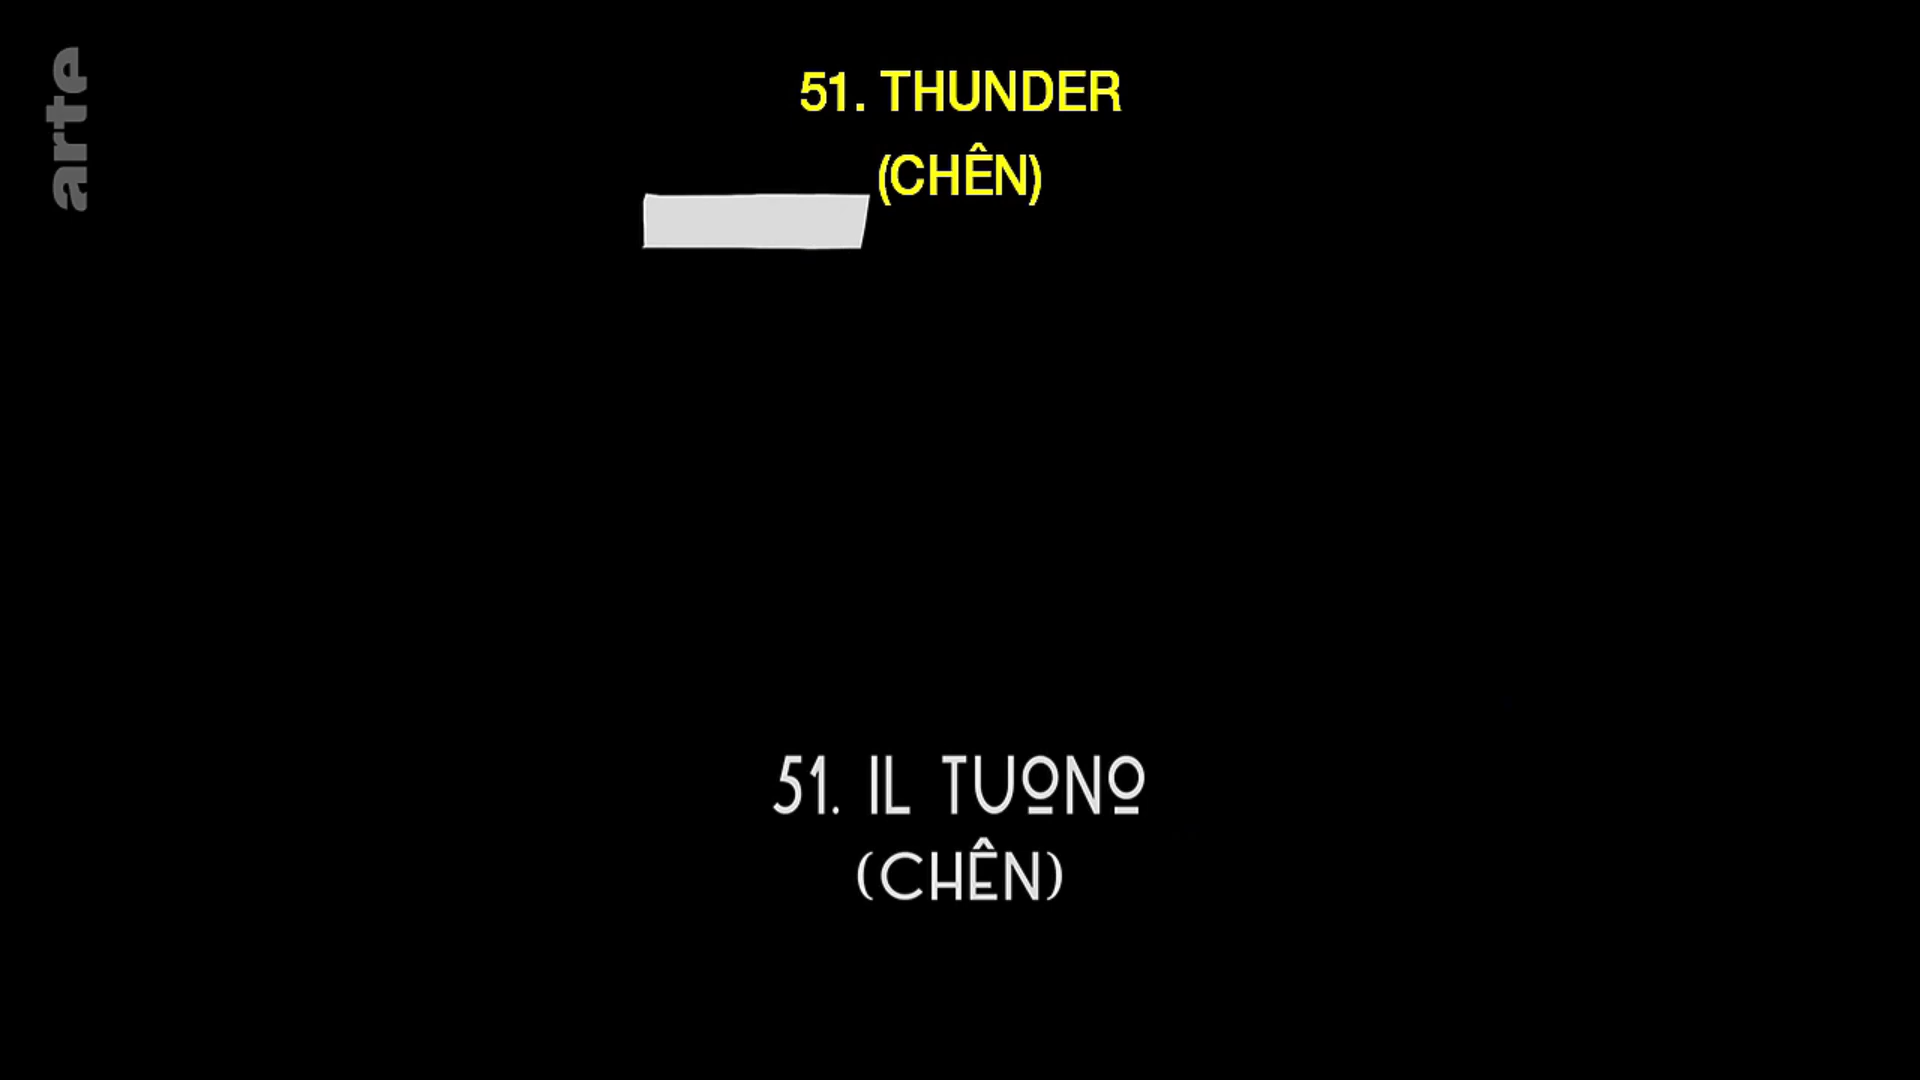 arte
51. THUNDER
(CHÊN)
51. IL TUONO
(CHÊN)